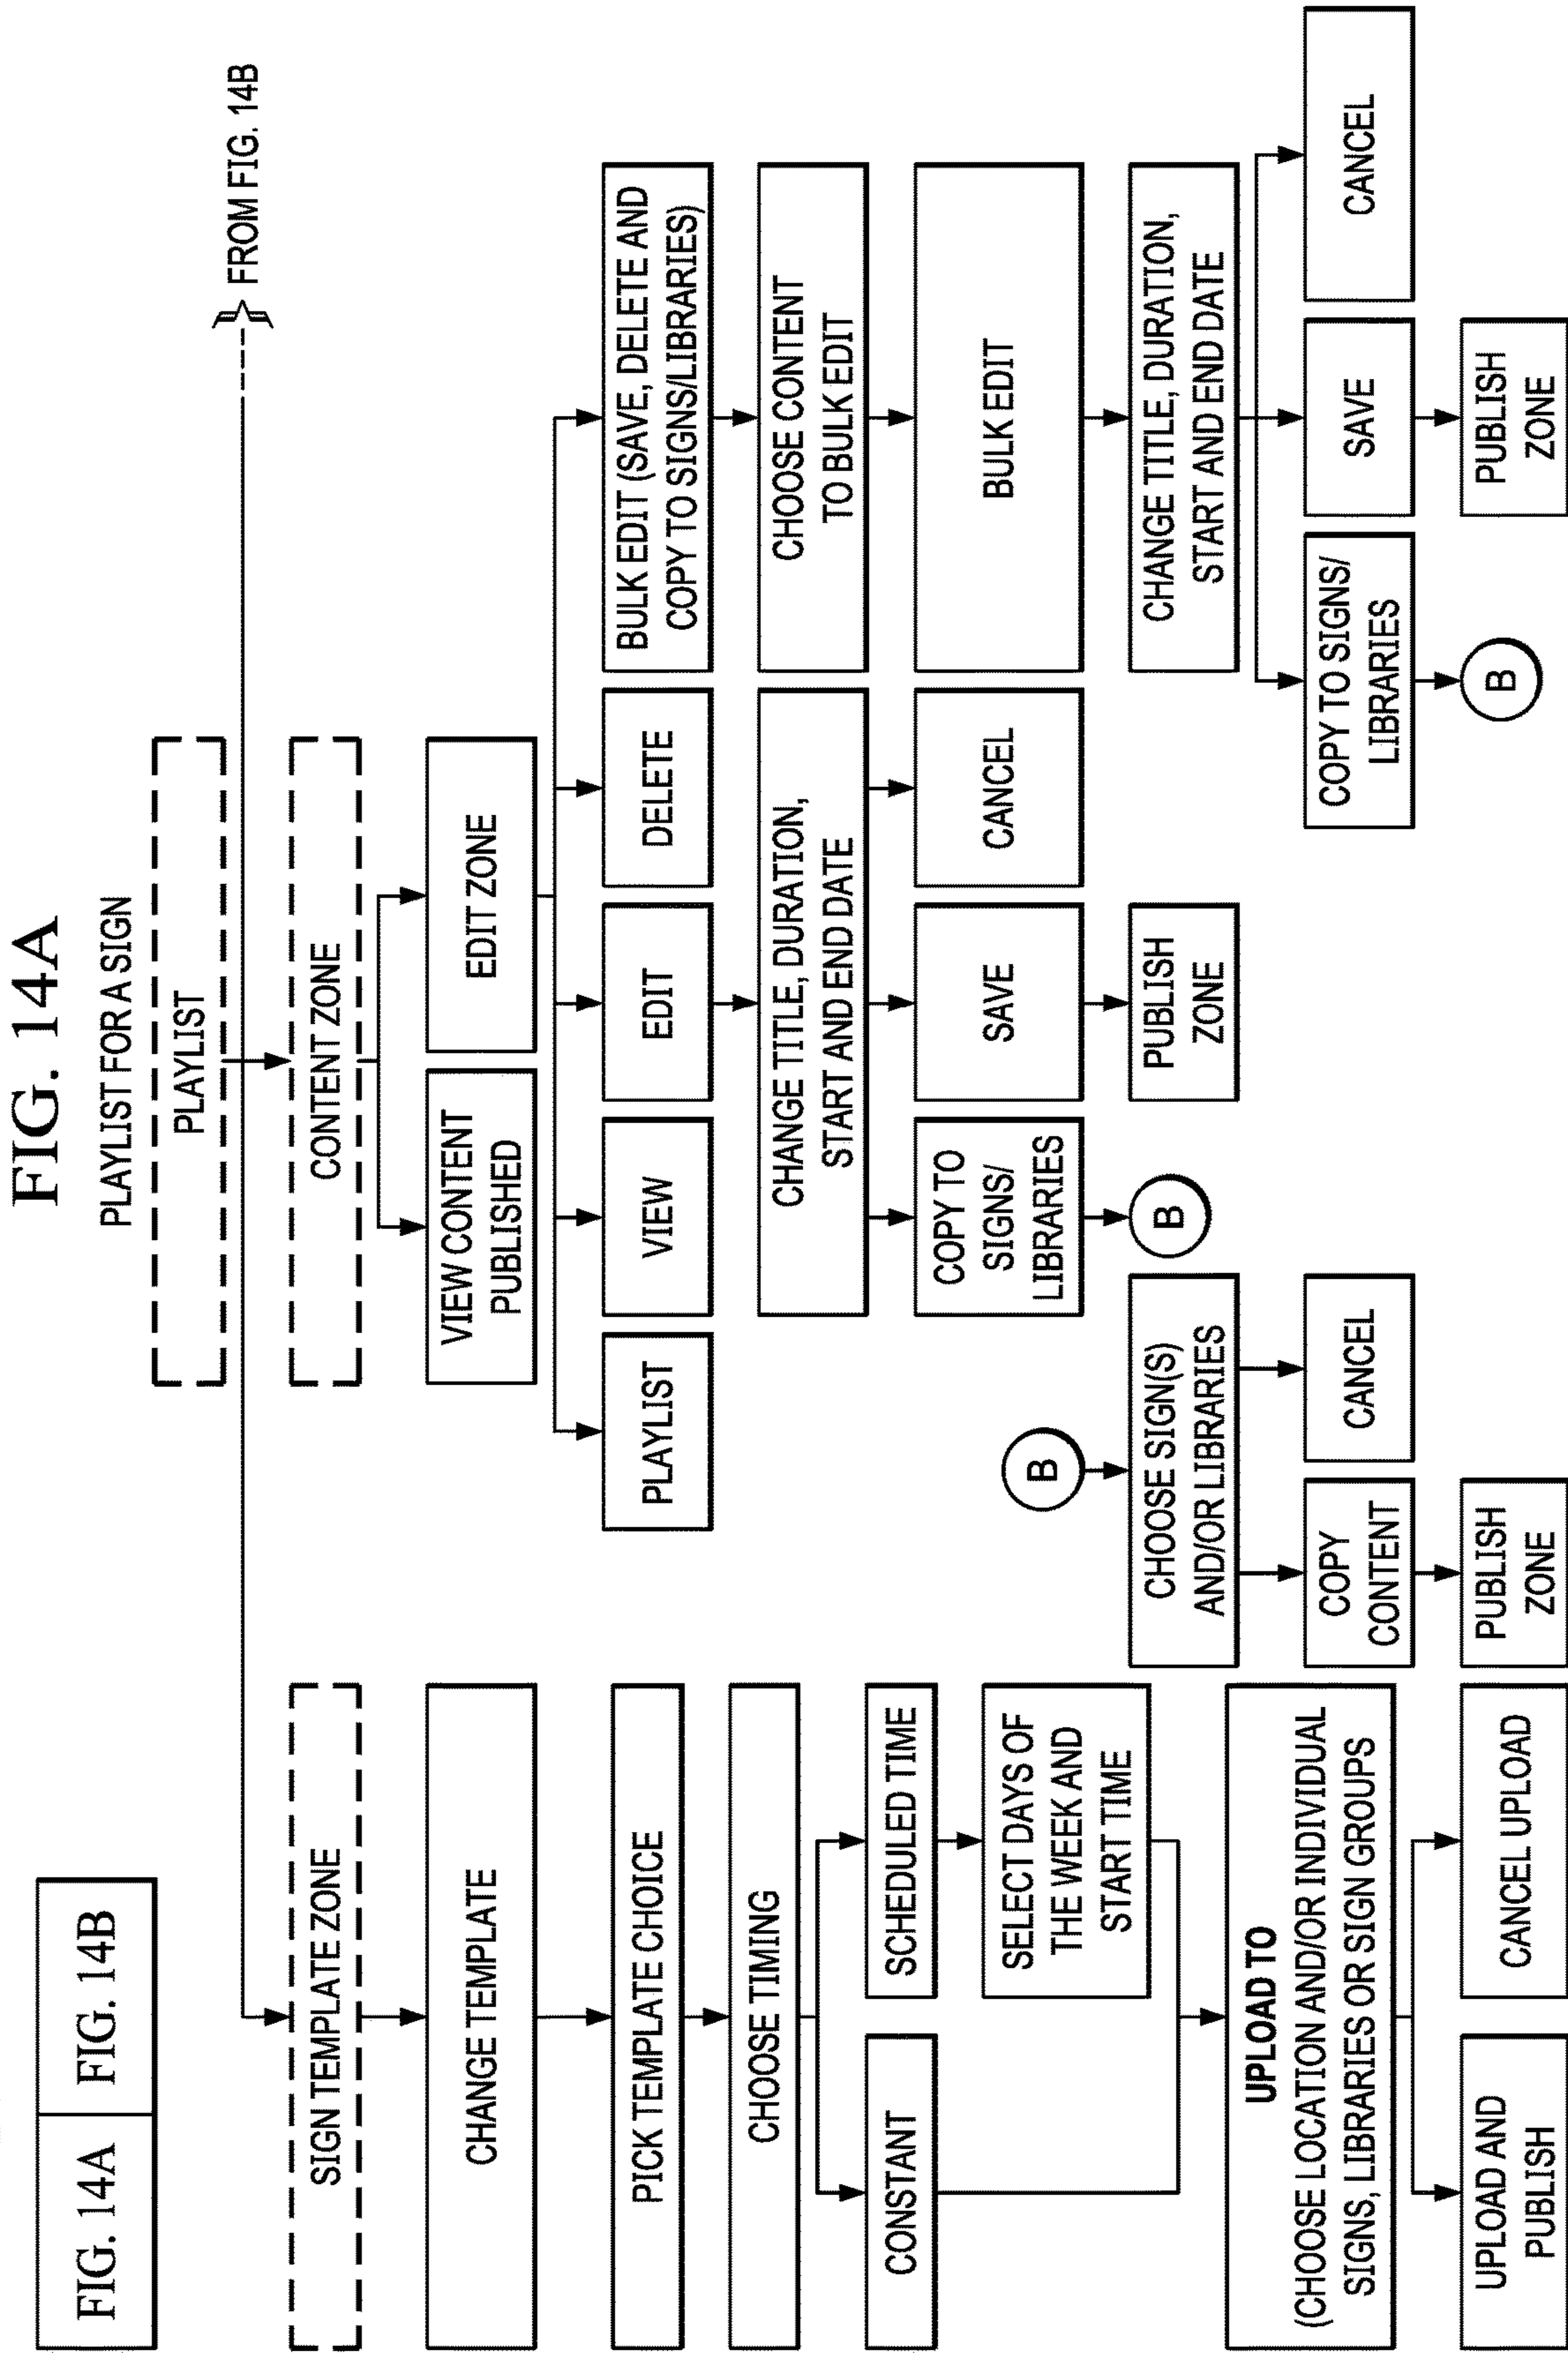 FIG. 14A
FIG. 14A
FIG. 14B
PLAYLIST FOR A SIGN
PLAYLIST
FROM FIG. 14B
SIGN TEMPLATE ZONE
CHANGE TEMPLATE
PICK TEMPLATE CHOICE
CHOOSE TIMING
CONSTANT
SCHEDULED TIME
SELECT DAYS OF
THE WEEK AND
START TIME
UPLOAD TO
(CHOOSE LOCATION AND/OR INDIVIDUAL
SIGNS, LIBRARIES OR SIGN GROUPS
UPLOAD AND
PUBLISH
CANCEL UPLOAD
CONTENT ZONE
VIEW CONTENT
PUBLISHED
EDIT ZONE
PLAYLIST
VIEW
EDIT
DELETE
BULK EDIT (SAVE, DELETE AND
COPY TO SIGNS/LIBRARIES)
CHANGE TITLE, DURATION,
START AND END DATE
COPY TO
SIGNS/
LIBRARIES
B
SAVE
PUBLISH
ZONE
CANCEL
CHOOSE CONTENT
TO BULK EDIT
BULK EDIT
CHANGE TITLE, DURATION,
START AND END DATE
COPY TO SIGNS/
LIBRARIES
B
SAVE
PUBLISH
ZONE
CANCEL
B
CHOOSE SIGN(S)
AND/OR LIBRARIES
COPY
CONTENT
PUBLISH
ZONE
CANCEL